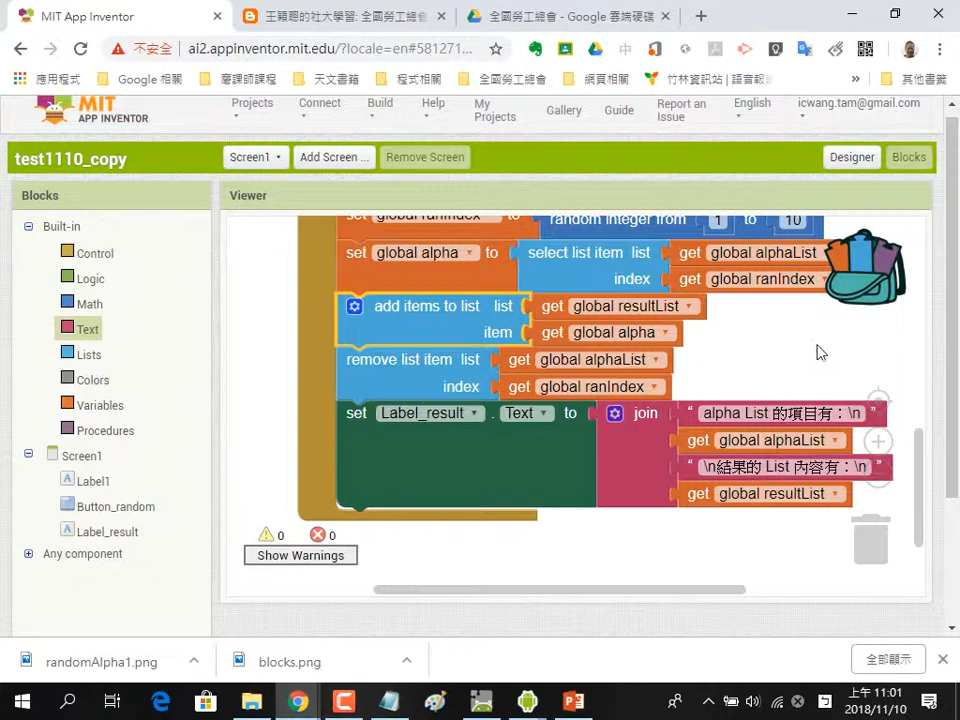 MIT App Inventor
王穎聰的社大學習: 全國勞工總會
全國勞工總會 - Google 雲端硬碟
不安全
ai2.appinventor.mit.edu/?locale=en#581271...
應用程式
Google 相關
磨課師課程
天文書籍
程式相關
全國勞工總會
網頁相關
竹林資訊站 | 語音報
»
其他書籤
MIT
APP INVENTOR
Projects
Connect
Build
Help
My Projects
Gallery
Guide
Report an Issue
English
icwang.tam@gmail.com
test1110_copy
Screen1
Add Screen ...
Remove Screen
Designer
Blocks
Blocks
Viewer
Built-in
Control
Logic
Math
Text
Lists
Colors
Variables
Procedures
Screen1
Label1
Button_random
Label_result
Any component
set global ranIndex to random integer from 1 to 10
set global alpha to select list item list get global alphaList
index get global ranIndex
add items to list list get global resultList
item get global alpha
remove list item list get global alphaList
index get global ranIndex
set Label_result . Text to join “ alpha List 的項目有：\n ”
get global alphaList
“ \n結果的 List 內容有：\n ”
get global resultList
0 0
Show Warnings
randomAlpha1.png
blocks.png
全部顯示
上午 11:01
2018/11/10